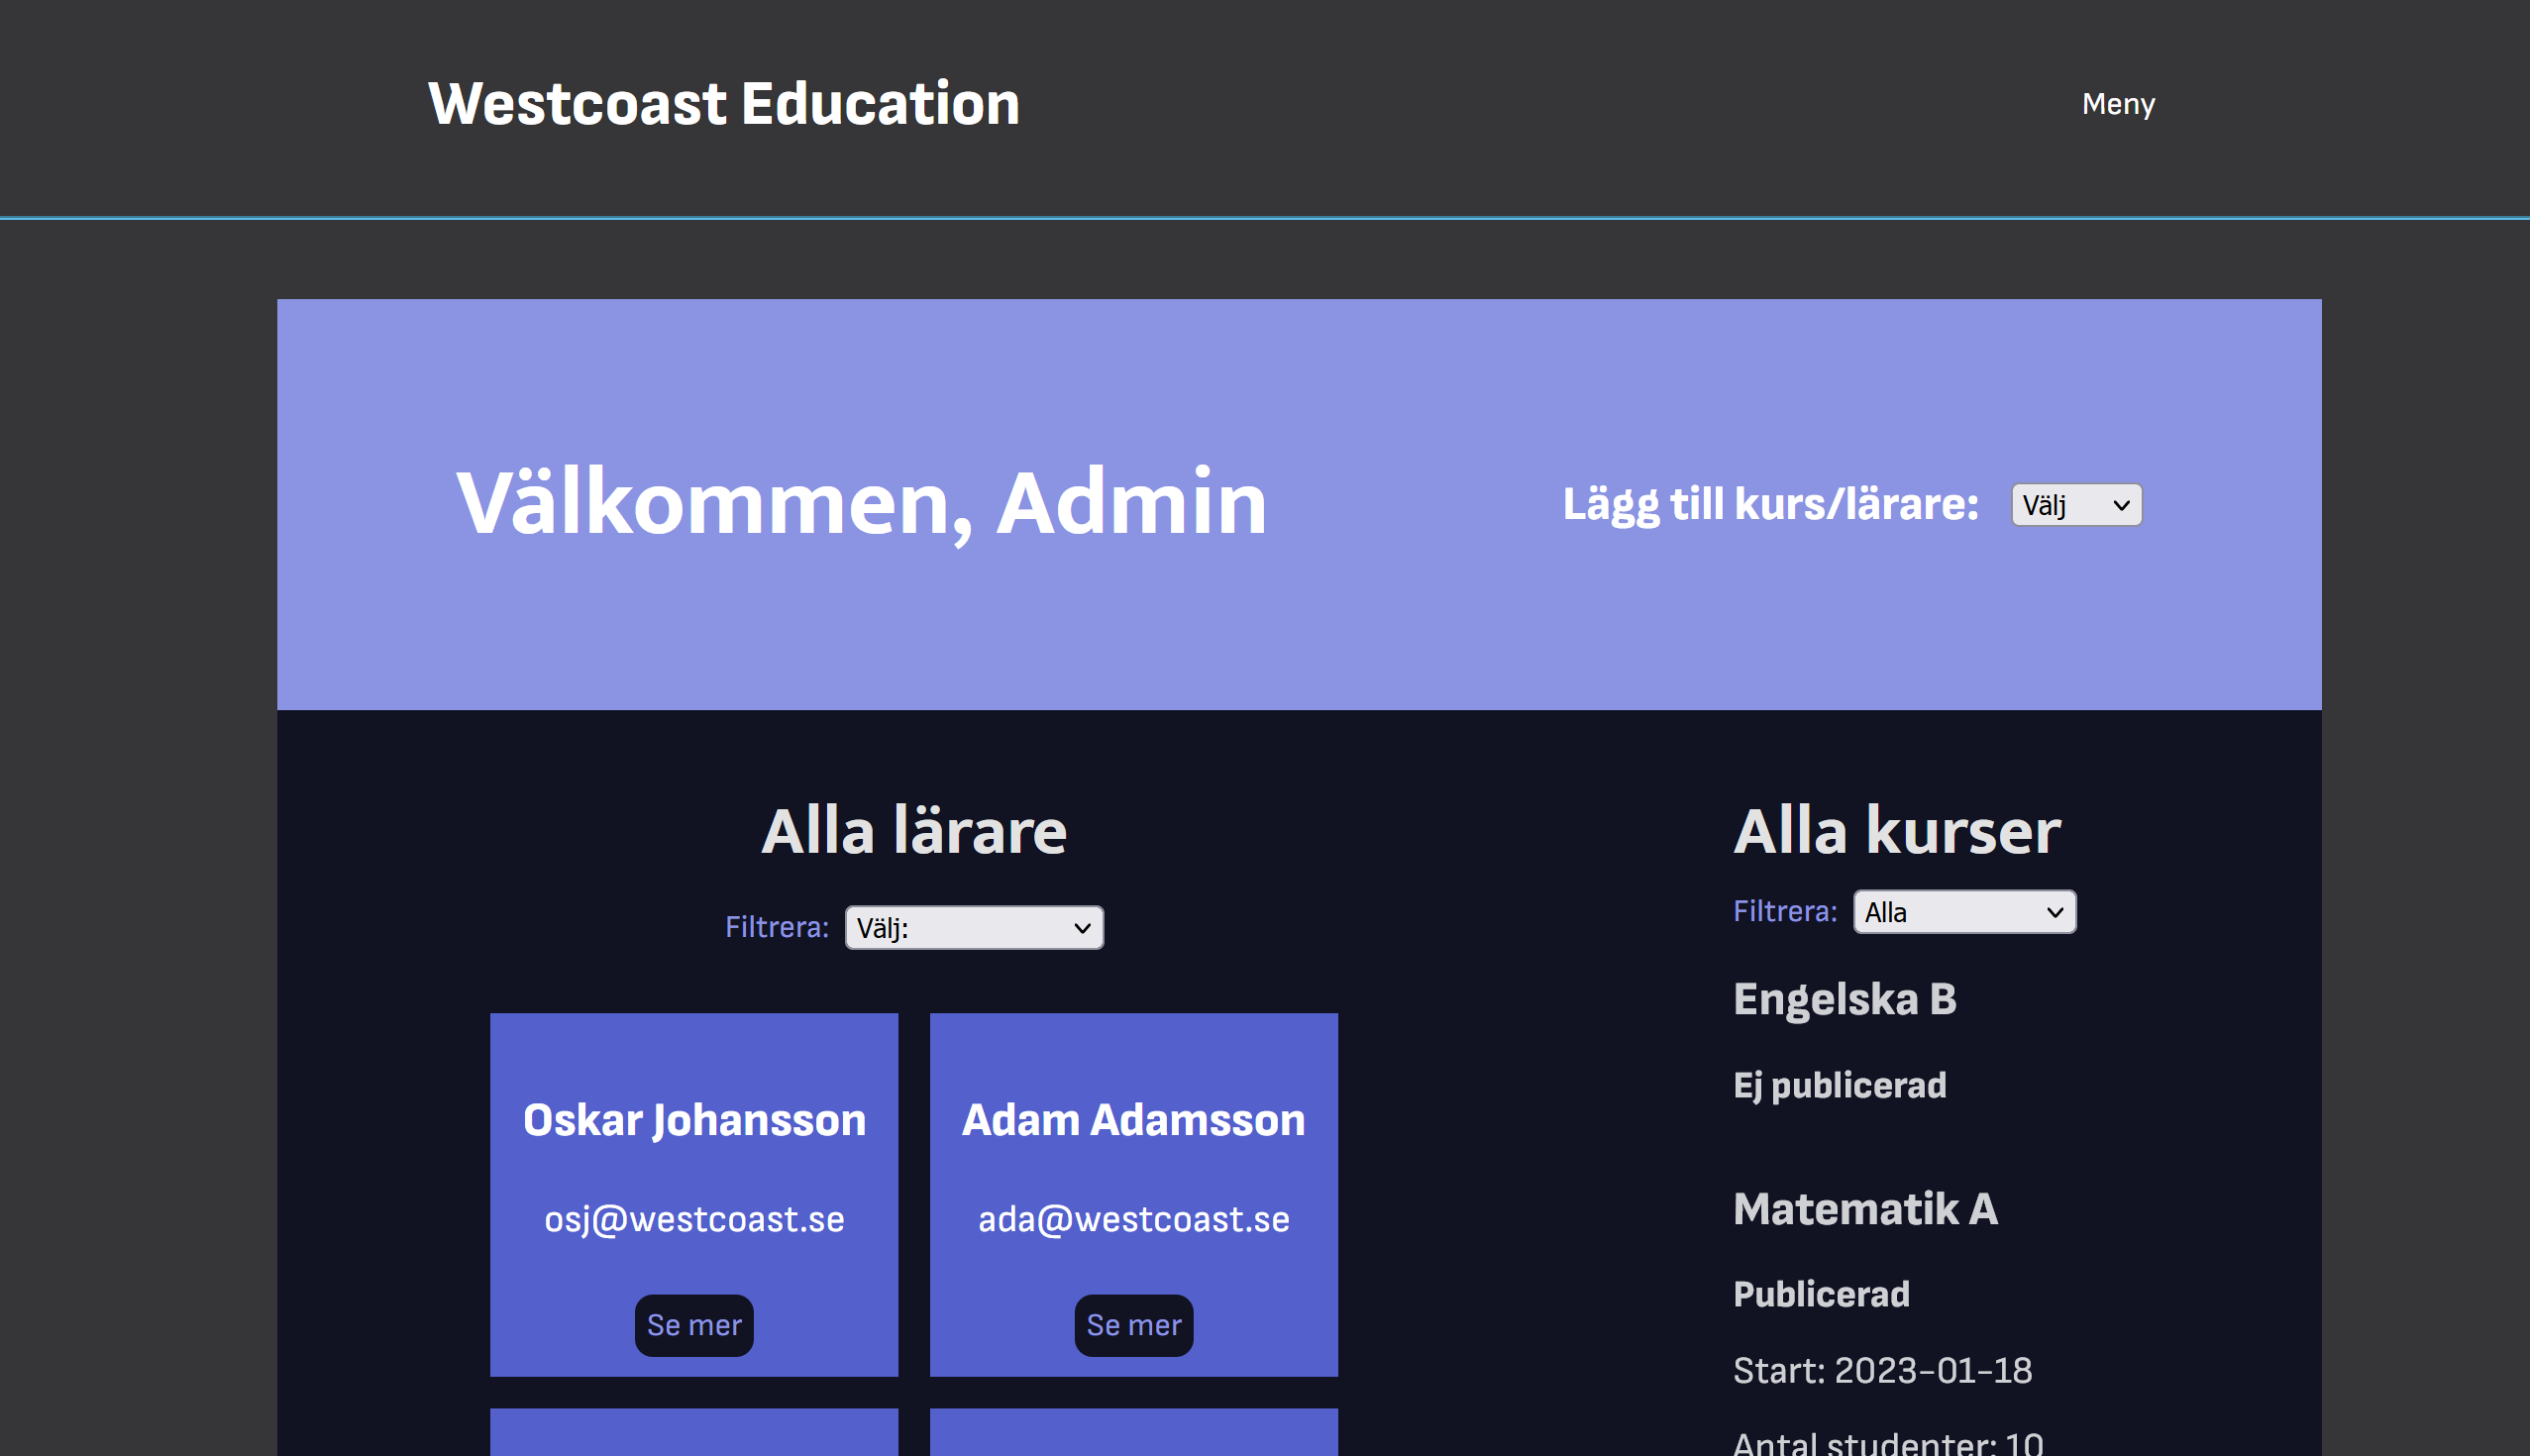 Westcoast Education
Meny
Välkommen, Admin
Lägg till kurs/lärare:
Välj
Alla lärare
Filtrera:
Välj:
Oskar Johansson
osj@westcoast.se
Se mer
Adam Adamsson
ada@westcoast.se
Se mer
Alla kurser
Filtrera:
Alla
Engelska B
Ej publicerad
Matematik A
Publicerad
Start: 2023-01-18
Antal studenter: 10